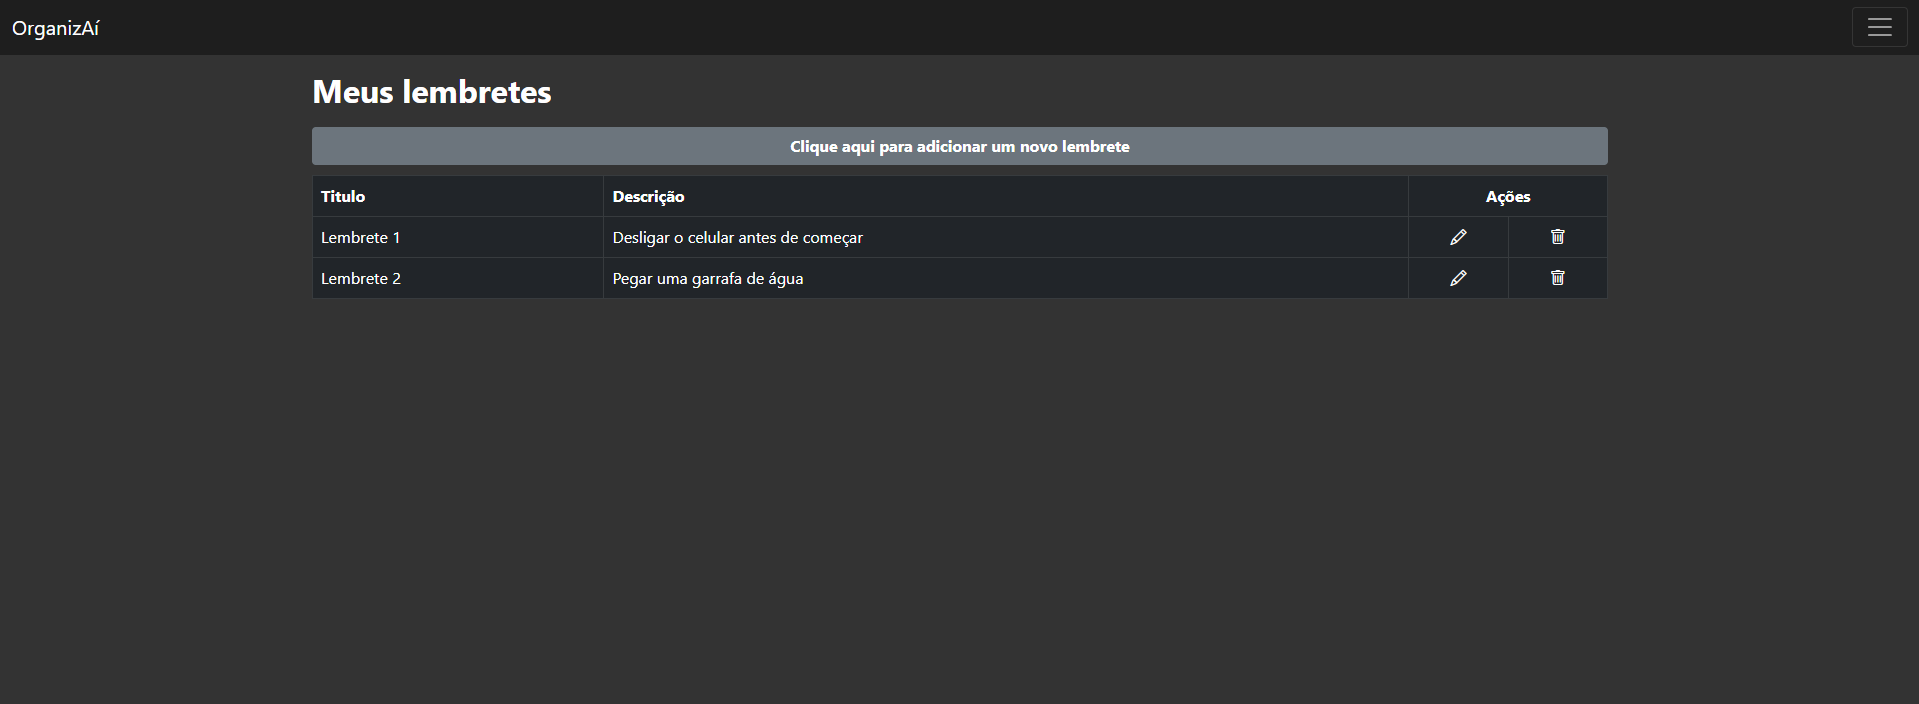 OrganizAí
Meus lembretes
Clique aqui para adicionar um novo lembrete
Titulo Descrição Ações
Lembrete 1 Desligar o celular antes de começar
Lembrete 2 Pegar uma garrafa de água